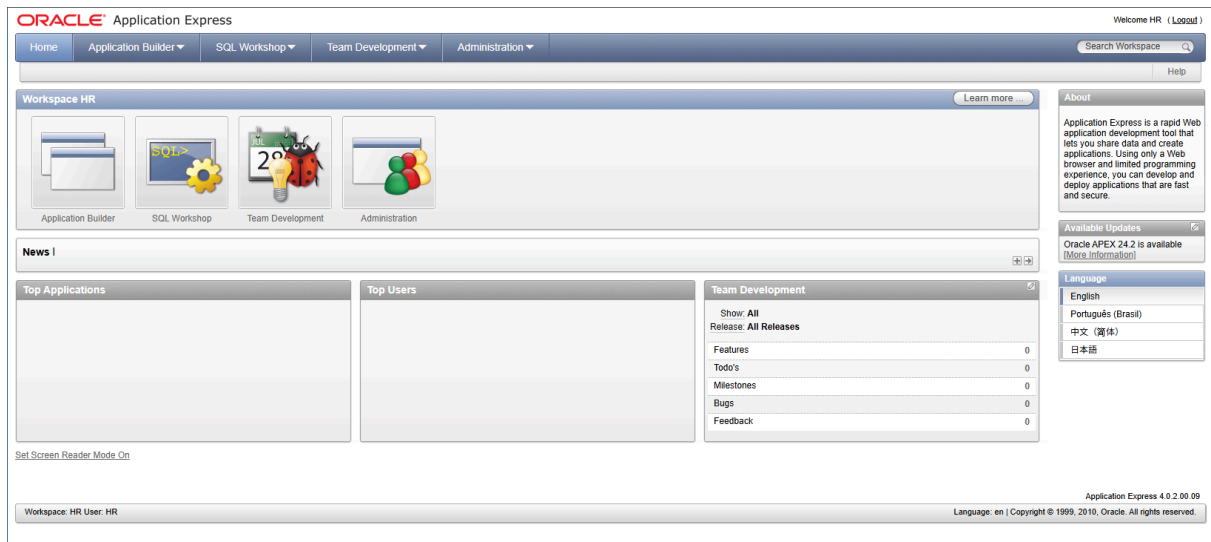 ORACLE Application Express
Welcome HR ( Logout )
Home Application Builder SQL Workshop Team Development Administration
Search Workspace
Help
Workspace HR
Learn more ...
SQL>
JUL
28
Application Builder
SQL Workshop
Team Development
Administration
News
Top Applications
Top Users
Team Development
Show: All
Release: All Releases
Features 0
Todo's 0
Milestones 0
Bugs 0
Feedback 0
About
Application Express is a rapid Web
application development tool that
lets you share data and create
applications. Using only a Web
browser and limited programming
experience, you can develop and
deploy applications that are fast
and secure.
Available Updates
Oracle APEX 24.2 is available
[More Information]
Language
English
Português (Brasil)
中文（简体）
日本語
Set Screen Reader Mode On
Application Express 4.0.2.00.09
Workspace: HR User: HR
Language: en | Copyright © 1999, 2010, Oracle. All rights reserved.